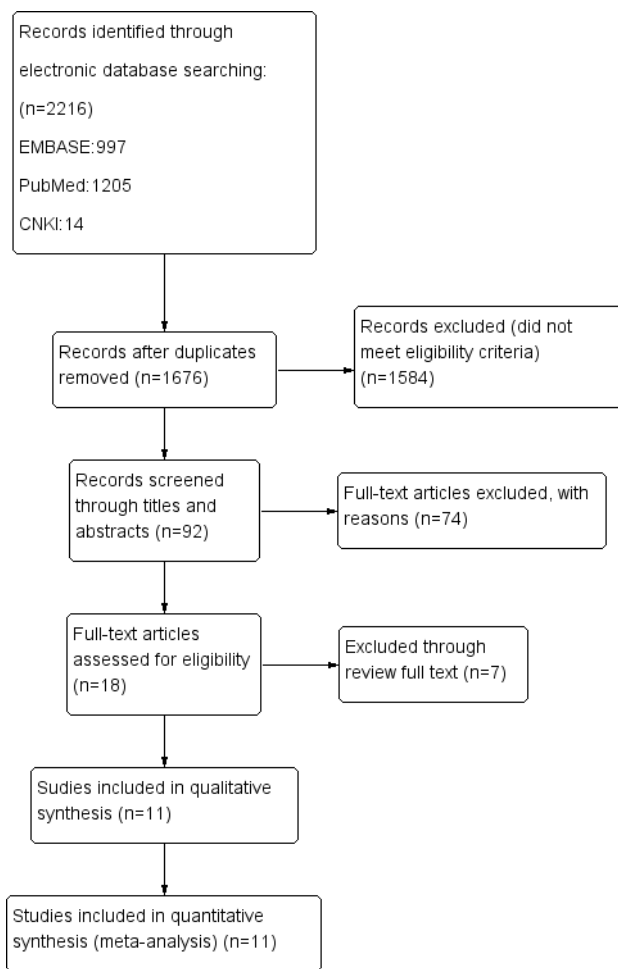 Records identified through
electronic database searching:
(n=2216)
EMBASE:997
PubMed:1205
CNKI:14
Records after duplicates
removed (n=1676)
Records excluded (did not
meet eligibility criteria)
(n=1584)
Records screened
through titles and
abstracts (n=92)
Full-text articles excluded, with
reasons (n=74)
Full-text articles
assessed for eligibility
(n=18)
Excluded through
review full text (n=7)
Sudies included in qualitative
synthesis (n=11)
Studies included in quantitative
synthesis (meta-analysis) (n=11)